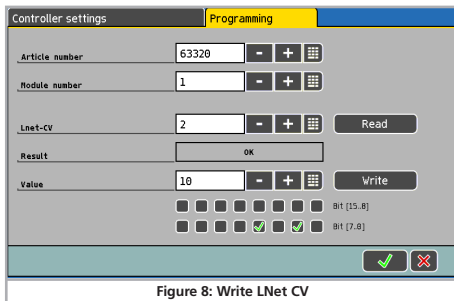 Controller settings Programming
Article number 63320 - +
Module number 1 - +
Lnet-CV 2 - + Read
Result OK
Value 10 - + Write
Bit [15..8]
Bit [7..0]
Figure 8: Write LNet CV